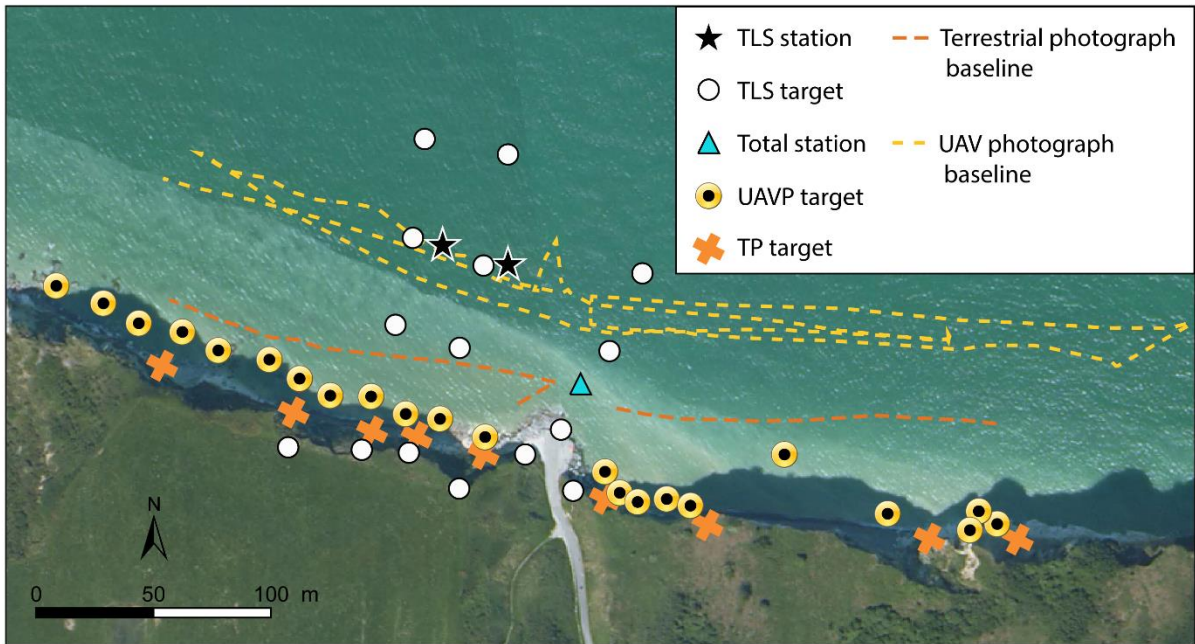 TLS station
Terrestrial photograph
baseline
TLS target
Total station
UAV photograph
baseline
UAVP target
TP target
N
0 50 100 m